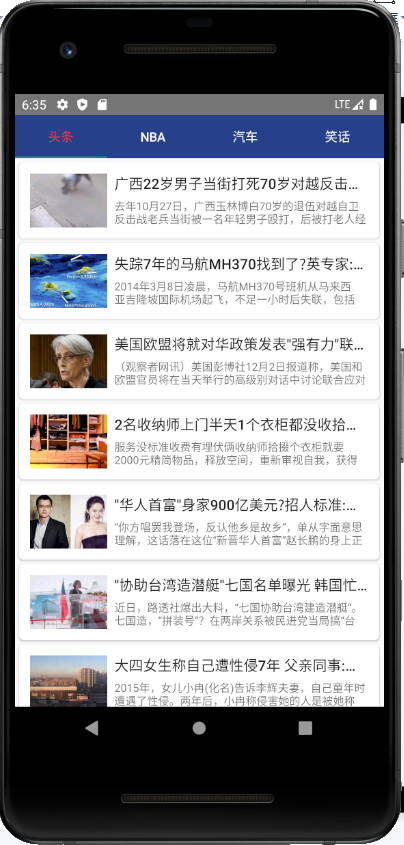 6:35 LTE
头条 NBA 汽车 笑话
广西22岁男子当街打死70岁对越反击...
去年10月27日，广西玉林博白70岁的退伍对越自卫
反击战老兵当街被一名年轻男子殴打，后被打老人经
失踪7年的马航MH370找到了?英专家:...
2014年3月8日凌晨，马航MH370号班机从马来西
亚吉隆坡国际机场起飞，不足一小时后失联，包括
美国欧盟将就对华政策发表"强有力"联...
（观察者网讯）美国彭博社12月2日报道称，美国和
欧盟官员将在当天举行的高级别对话中讨论联合应对
2名收纳师上门半天1个衣柜都没收拾...
服务没标准收费有埋伏俩收纳师拾掇个衣柜就要
2000元精简物品，释放空间，重新审视自我，获得
"华人首富"身家900亿美元?招人标准:...
“你方唱罢我登场，反认他乡是故乡”，单从字面意思
理解，这话落在这位“新晋华人首富”赵长鹏的身上正
"协助台湾造潜艇"七国名单曝光 韩国忙...
近日，路透社爆出大料，“七国协助台湾建造潜艇”。
七国造，“拼装号”？在两岸关系被民进党当局搞“台
大四女生称自己遭性侵7年 父亲同事:...
2015年，女儿小冉(化名)告诉李辉夫妻，自己童年时
遭遇了性侵。两年后，小冉称侵害她的人是被她称